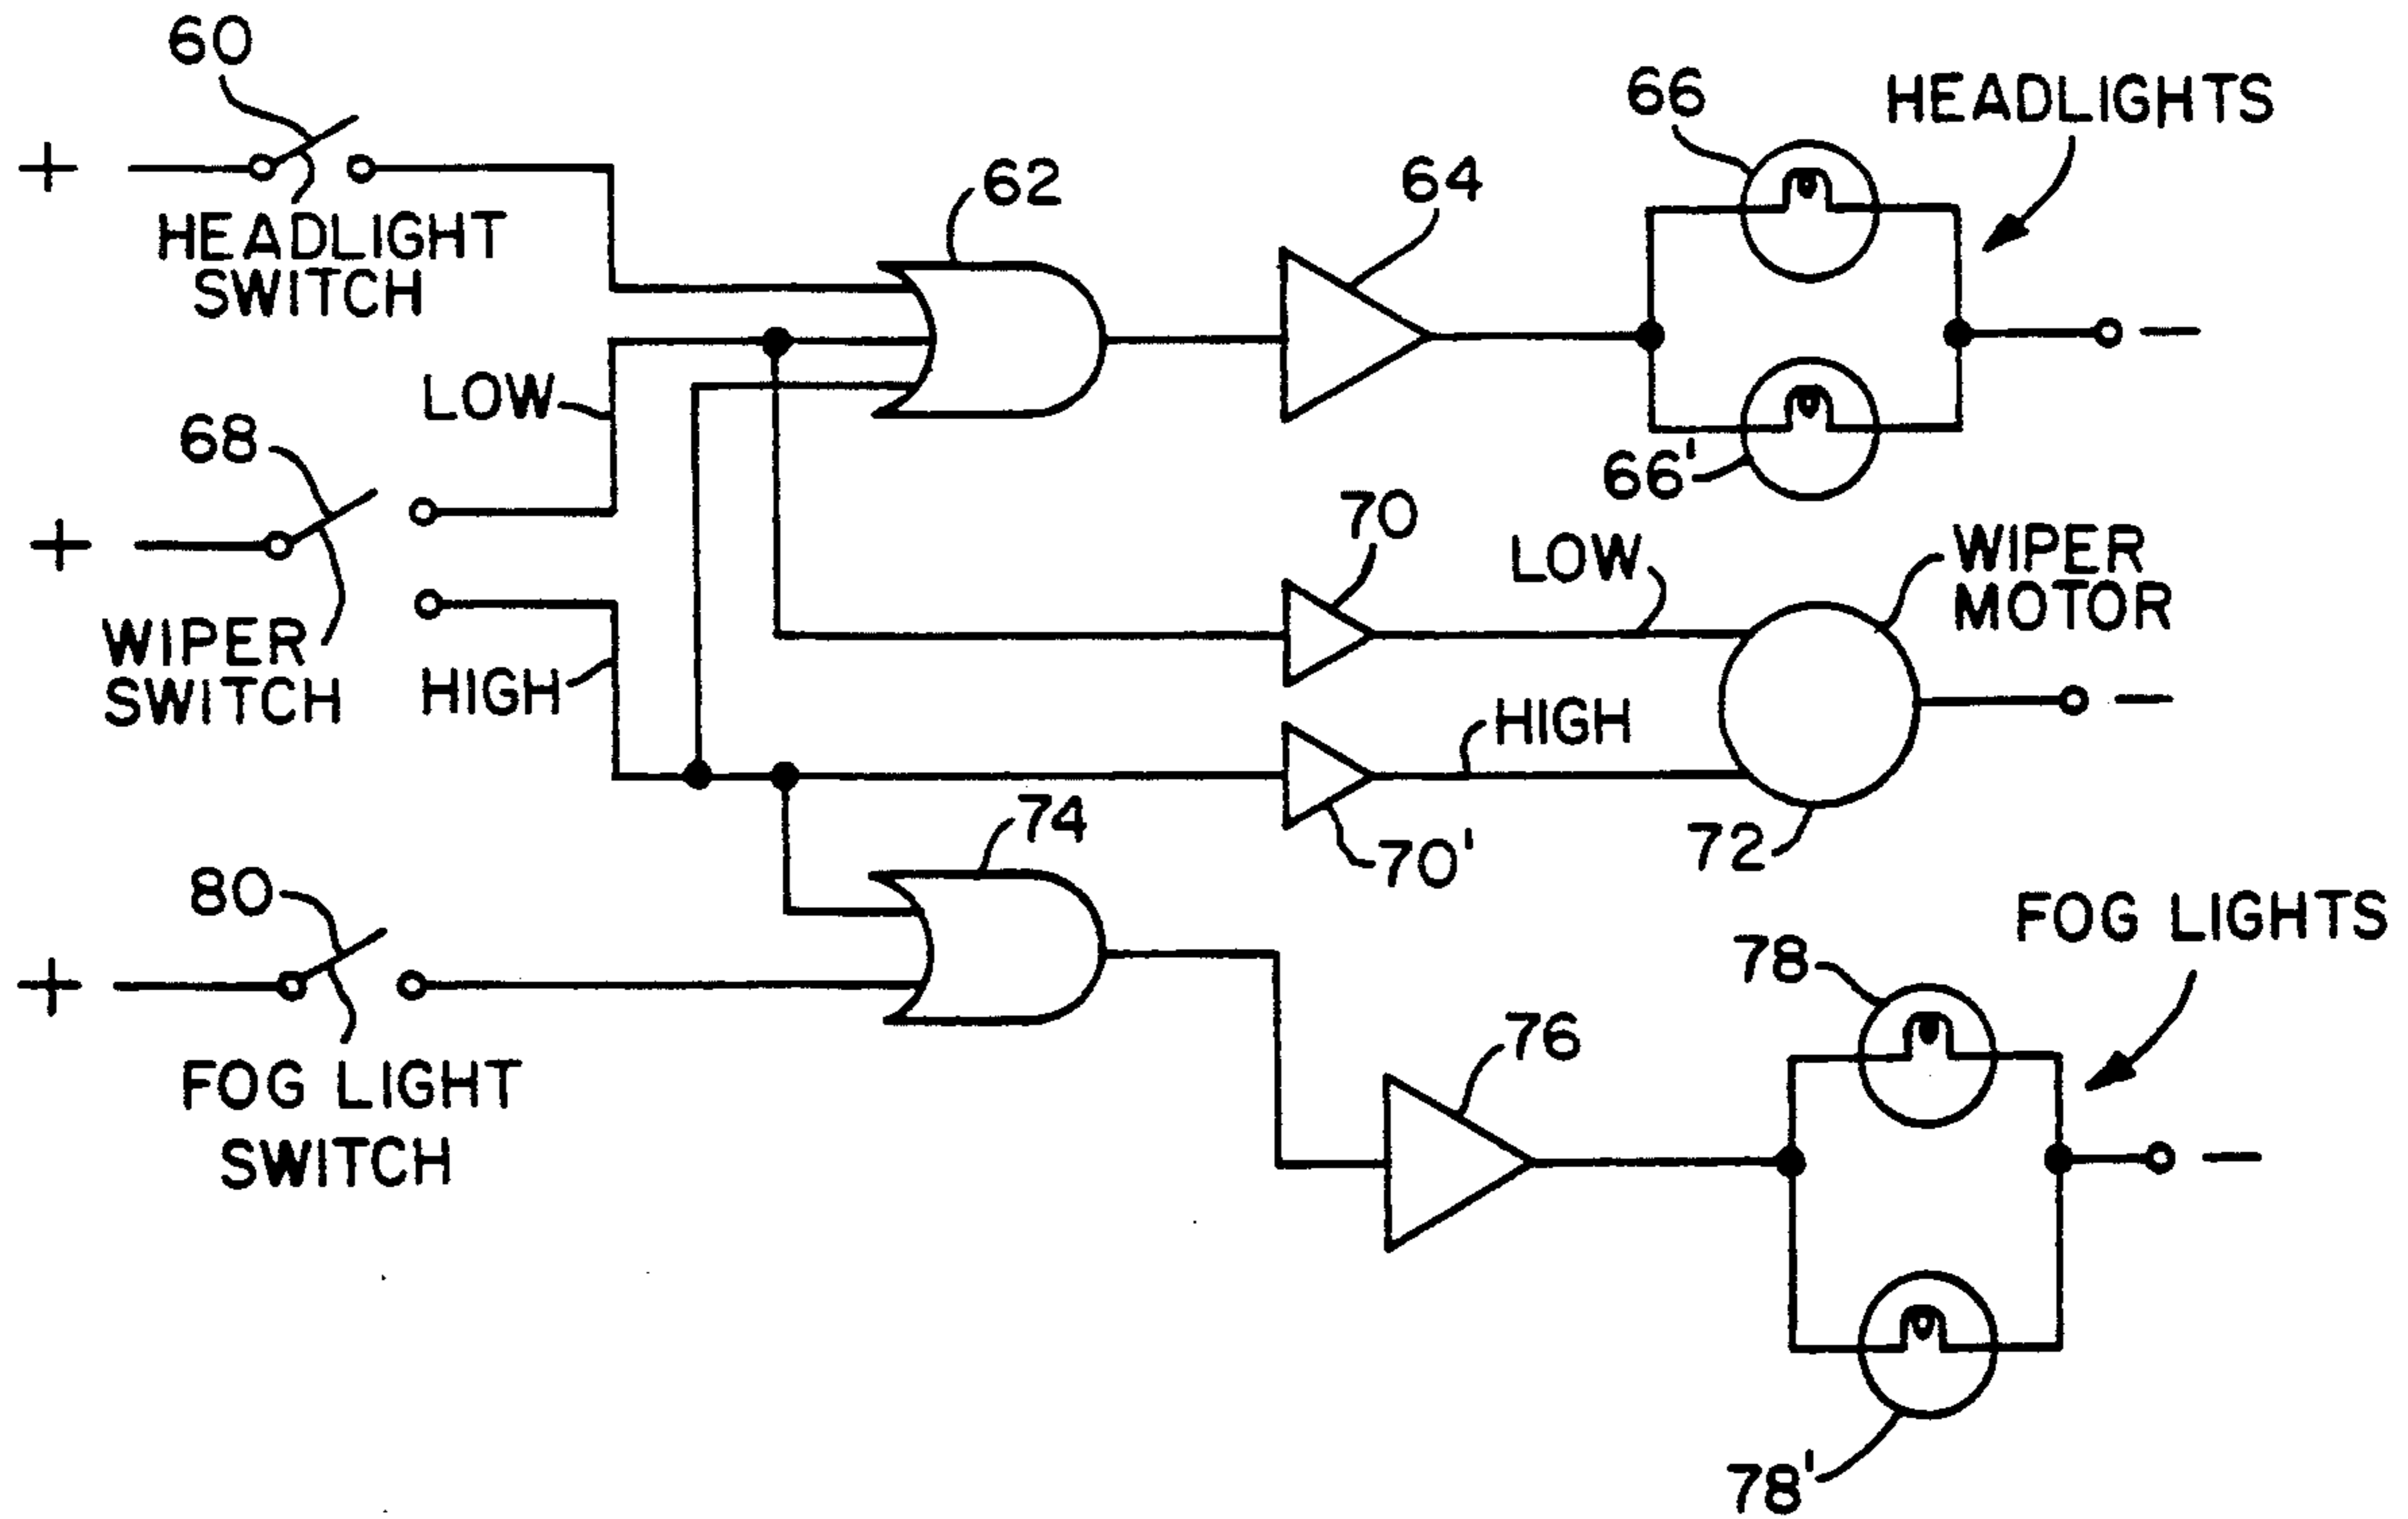 60
+
HEADLIGHT
SWITCH
62
64
66
HEADLIGHTS
-
66'
LOW
68
+
WIPER
SWITCH
HIGH
70
LOW
WIPER
MOTOR
-
HIGH
70'
72
74
80
+
FOG LIGHT
SWITCH
76
78
FOG LIGHTS
-
78'